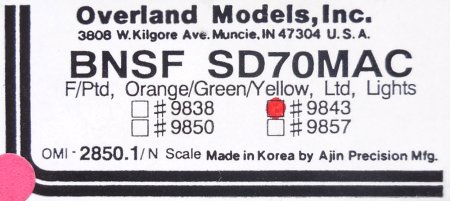 Overland Models, Inc.
3808 W. Kilgore Ave. Muncie, IN 47304 U. S. A.
BNSF SD70MAC
F/Ptd, Orange/Green/Yellow, Ltd, Lights
#9838 #9843
#9850 #9857
OMI - 2850.1/N Scale Made in Korea by Ajin Precision Mfg.